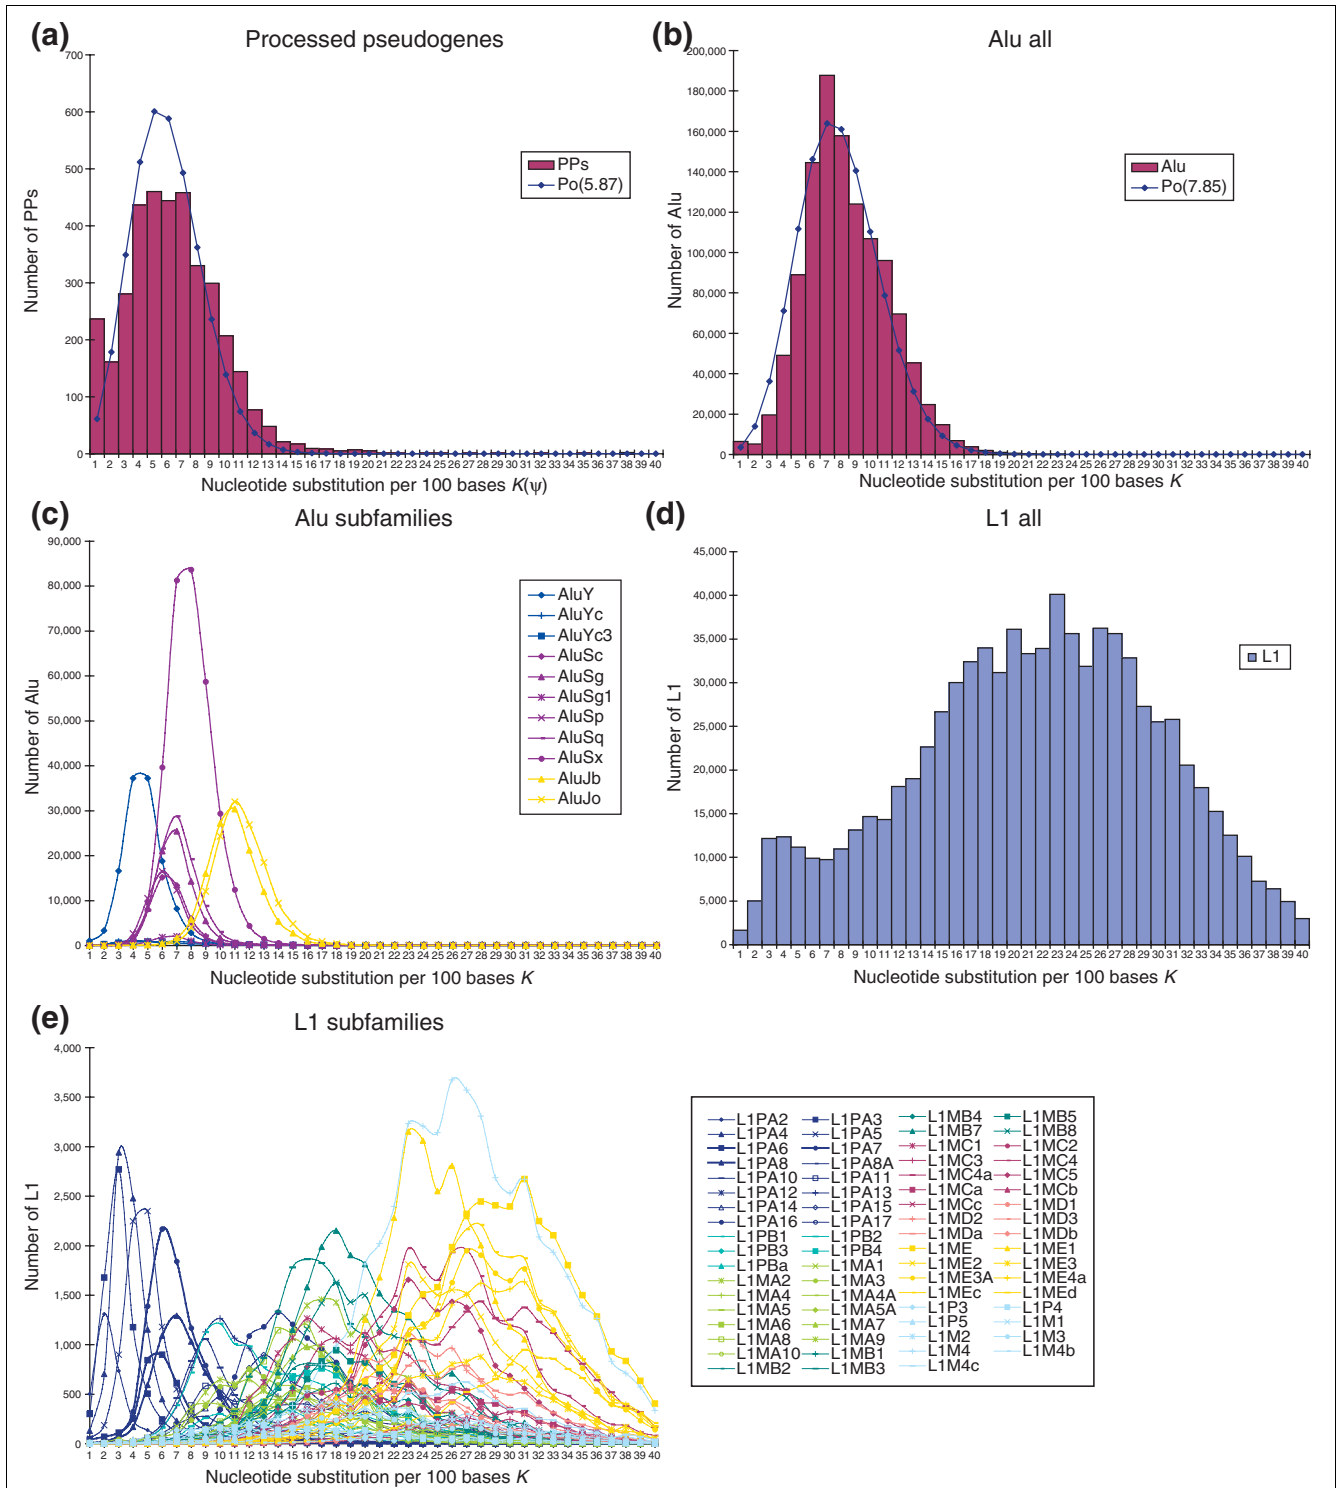 (a)
Processed pseudogenes
700
600
500
400
300
200
100
0
Number of PPs
PPs
Po(5.87)
1 2 3 4 5 6 7 8 9 10 11 12 13 14 15 16 17 18 19 20 21 22 23 24 25 26 27 28 29 30 31 32 33 34 35 36 37 38 39 40
Nucleotide substitution per 100 bases K(ψ)
(b)
Alu all
200,000
180,000
160,000
140,000
120,000
100,000
80,000
60,000
40,000
20,000
0
Number of Alu
Alu
Po(7.85)
1 2 3 4 5 6 7 8 9 10 11 12 13 14 15 16 17 18 19 20 21 22 23 24 25 26 27 28 29 30 31 32 33 34 35 36 37 38 39 40
Nucleotide substitution per 100 bases K
(c)
Alu subfamilies
90,000
80,000
70,000
60,000
50,000
40,000
30,000
20,000
10,000
0
Number of Alu
AluY
AluYc
AluYc3
AluSc
AluSg
AluSg1
AluSp
AluSq
AluSx
AluJb
AluJo
1 2 3 4 5 6 7 8 9 10 11 12 13 14 15 16 17 18 19 20 21 22 23 24 25 26 27 28 29 30 31 32 33 34 35 36 37 38 39 40
Nucleotide substitution per 100 bases K
(d)
L1 all
45,000
40,000
35,000
30,000
25,000
20,000
15,000
10,000
5,000
0
Number of L1
L1
1 2 3 4 5 6 7 8 9 10 11 12 13 14 15 16 17 18 19 20 21 22 23 24 25 26 27 28 29 30 31 32 33 34 35 36 37 38 39 40
Nucleotide substitution per 100 bases K
(e)
L1 subfamilies
4,000
3,500
3,000
2,500
2,000
1,500
1,000
500
0
Number of L1
1 2 3 4 5 6 7 8 9 10 11 12 13 14 15 16 17 18 19 20 21 22 23 24 25 26 27 28 29 30 31 32 33 34 35 36 37 38 39 40
Nucleotide substitution per 100 bases K
L1PA2 L1PA3 L1MB4 L1MB5
L1PA4 L1PA5 L1MB7 L1MB8
L1PA6 L1PA7 L1MC1 L1MC2
L1PA8 L1PA8A L1MC3 L1MC4
L1PA10 L1PA11 L1MC4a L1MC5
L1PA12 L1PA13 L1MCa L1MCb
L1PA14 L1PA15 L1MCc L1MD1
L1PA16 L1PA17 L1MD2 L1MD3
L1PB1 L1PB2 L1MDa L1MDb
L1PB3 L1PB4 L1ME L1ME1
L1PBa L1MA1 L1ME2 L1ME3
L1MA2 L1MA3 L1ME3A L1ME4a
L1MA4 L1MA4A L1MEc L1MEd
L1MA5 L1MA5A L1P3 L1P4
L1MA6 L1MA7 L1P5 L1M1
L1MA8 L1MA9 L1M2 L1M3
L1MA10 L1MB1 L1M4 L1M4b
L1MB2 L1MB3 L1M4c